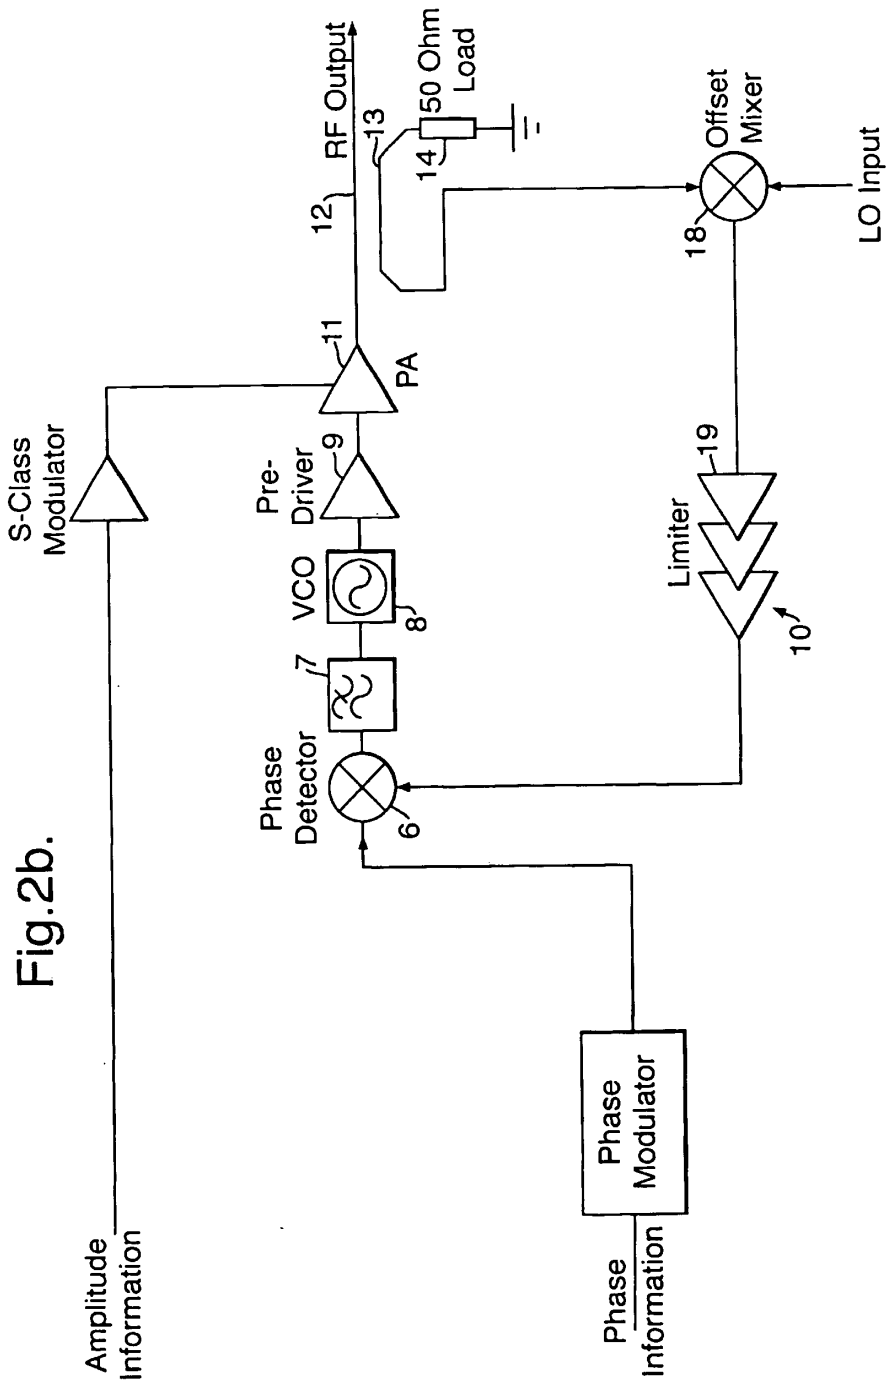 Fig.2b.
Amplitude
Information
S-Class
Modulator
Phase
Information
Phase
Modulator
Phase
Detector
6
7
VCO
8
Pre-
Driver
9
11
PA
12
RF Output
13
14
50 Ohm
Load
Offset
Mixer
18
LO Input
Limiter
19
10